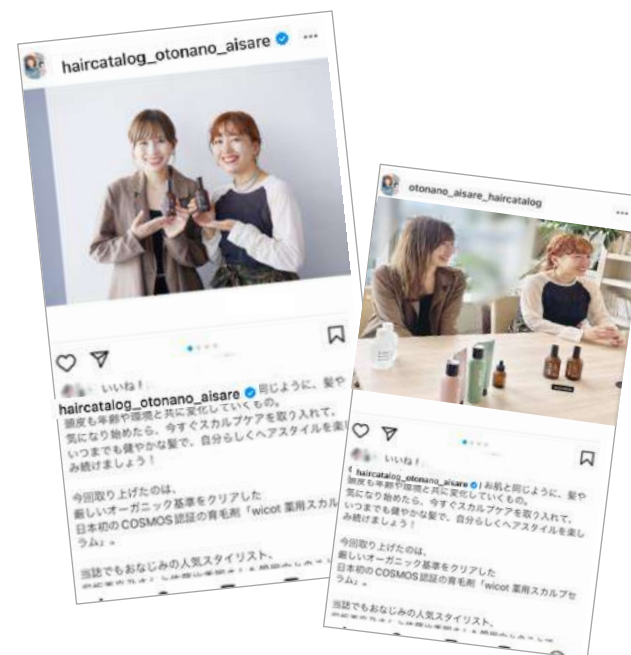 haircatalog_otonano_aisare
いいね！
haircatalog_otonano_aisare 同じように、髪や
頭皮も年齢や環境と共に変化していくもの。
気になり始めたら、今すぐスカルプケアを取り入れて、
いつまでも健やかな髪で、自分らしくヘアスタイルを楽し
み続けましょう！
今回取り上げたのは、
厳しいオーガニック基準をクリアした
日本初のCOSMOS認証の育毛剤「wicot 薬用スカル
ラム」。
当誌でもおなじみの人気スタイリスト、
otonano_aisare_haircatalog
いいね！
haircatalog_otonano_aisare お肌と同じように、髪や
頭皮も年齢や環境と共に変化していくもの。
気になり始めたら、今すぐスカルプケアを取り入れて、
いつまでも健やかな髪で、自分らしくヘアスタイルを楽し
み続けましょう！
今回取り上げたのは、
厳しいオーガニック基準をクリアした
日本初のCOSMOS認証の育毛剤「wicot 薬用スカルプセ
ラム」。
当誌でもおなじみの人気スタイリスト、